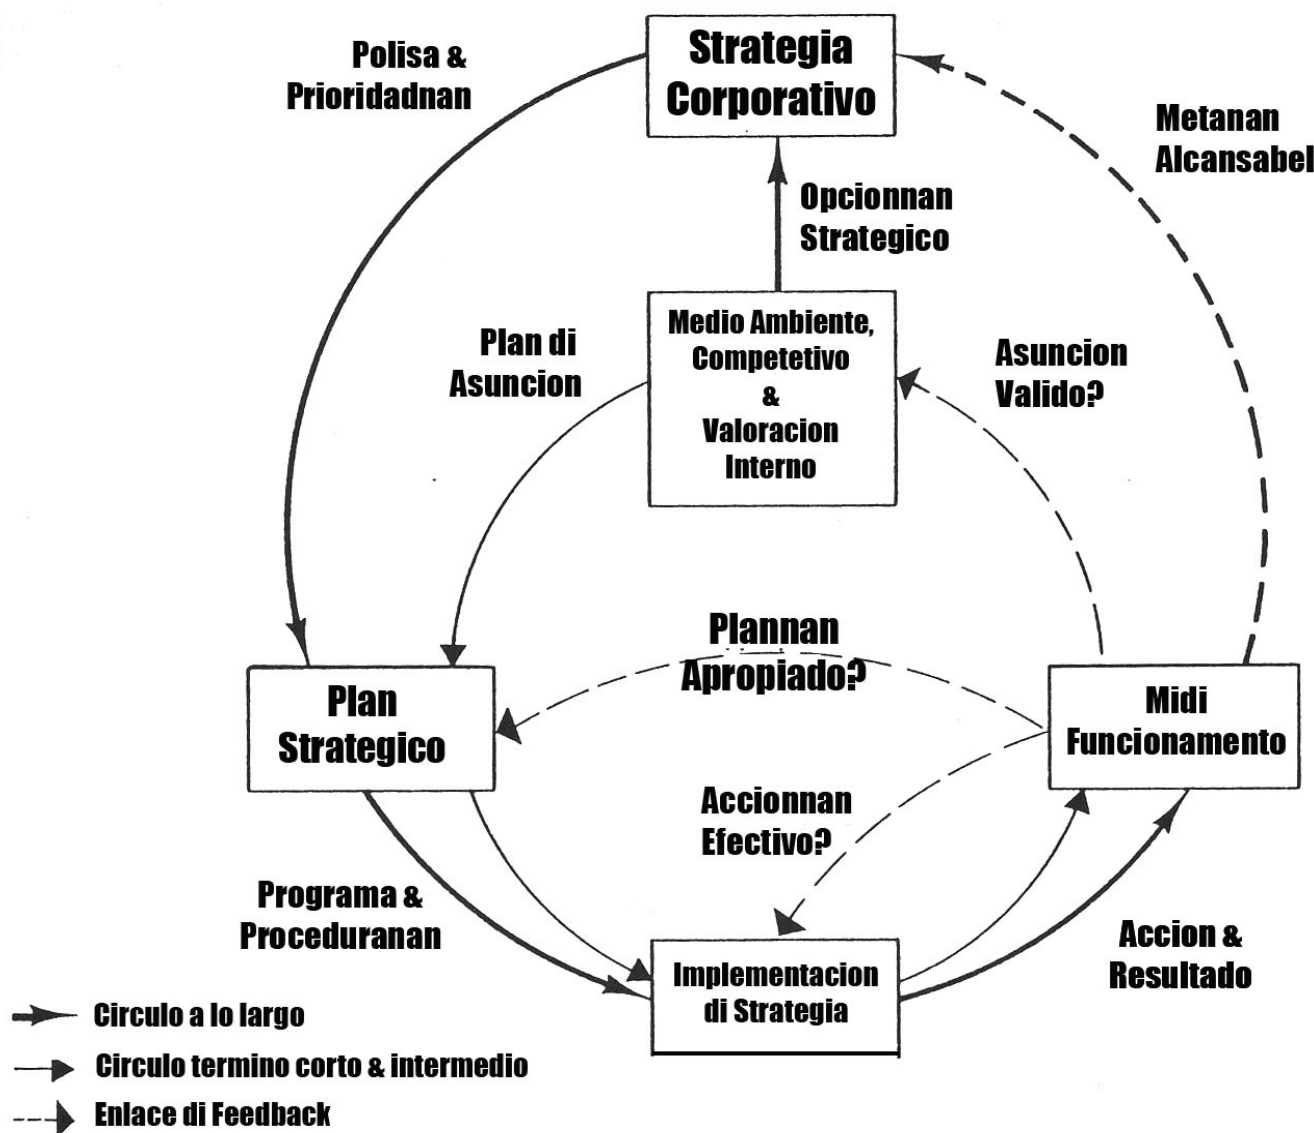 Strategia
Corporativo
Polisa &
Prioridadnan
Metanan
Alcansabel
Opcionnan
Strategico
Medio Ambiente,
Competetivo
&
Valoracion
Interno
Plan di
Asuncion
Asuncion
Valido?
Plannan
Apropiado?
Plan
Strategico
Midi
Funcionamento
Accionnan
Efectivo?
Programa &
Proceduranan
Implementacion
di Strategia
Accion &
Resultado
Circulo a lo largo
Circulo termino corto & intermedio
Enlace di Feedback